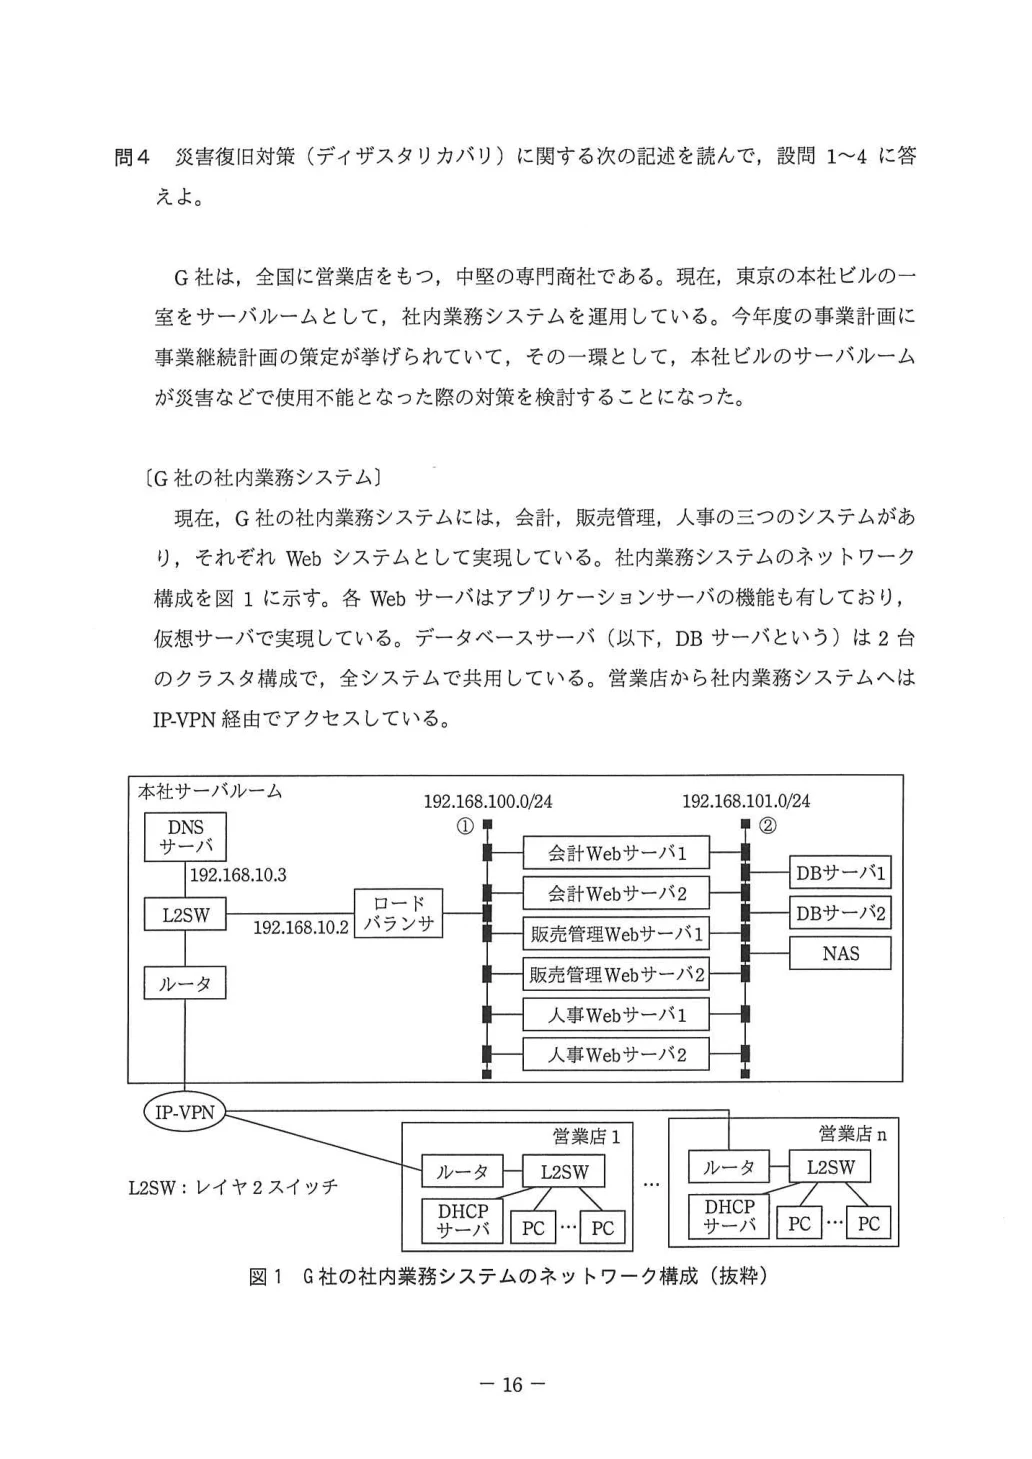 問4 災害復旧対策（ディザスタリカバリ）に関する次の記述を読んで，設問 1～4 に答
えよ。
G 社は，全国に営業店をもつ，中堅の専門商社である。現在，東京の本社ビルの一
室をサーバルームとして，社内業務システムを運用している。今年度の事業計画に
事業継続計画の策定が挙げられていて，その一環として，本社ビルのサーバルーム
が災害などで使用不能となった際の対策を検討することになった。
〔G 社の社内業務システム〕
現在，G 社の社内業務システムには，会計，販売管理，人事の三つのシステムがあ
り，それぞれ Web システムとして実現している。社内業務システムのネットワーク
構成を図 1 に示す。各 Web サーバはアプリケーションサーバの機能も有しており，
仮想サーバで実現している。データベースサーバ（以下，DB サーバという）は 2 台
のクラスタ構成で，全システムで共用している。営業店から社内業務システムへは
IP-VPN 経由でアクセスしている。
本社サーバルーム
192.168.100.0/24
192.168.101.0/24
①
②
DNS
サーバ
192.168.10.3
L2SW
192.168.10.2
ロード
バランサ
ルータ
会計Webサーバ1
会計Webサーバ2
販売管理Webサーバ1
販売管理Webサーバ2
人事Webサーバ1
人事Webサーバ2
DBサーバ1
DBサーバ2
NAS
IP-VPN
営業店 1
ルータ
L2SW
DHCP
サーバ
PC
…
PC
…
営業店 n
ルータ
L2SW
DHCP
サーバ
PC
…
PC
L2SW：レイヤ 2 スイッチ
図 1 G 社の社内業務システムのネットワーク構成（抜粋）
－ 16 －